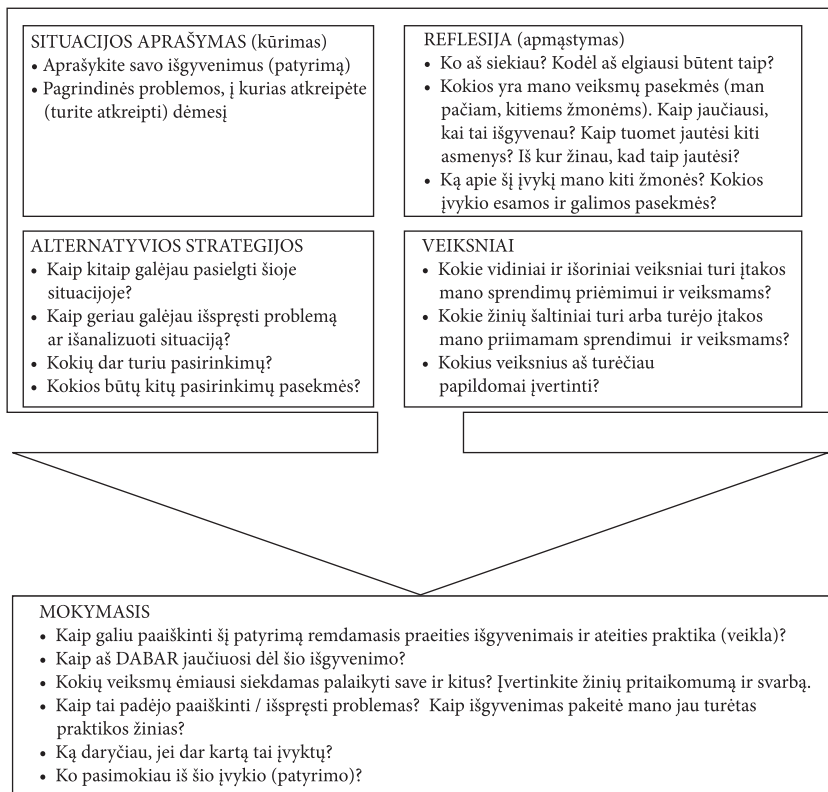 SITUACIJOS APRAŠYMAS (kūrimas)
• Aprašykite savo išgyvenimus (patyrimą)
• Pagrindinės problemos, į kurias atkreipėte
(turite atkreipti) dėmesį
REFLESIJA (apmąstymas)
• Ko aš siekiau? Kodėl aš elgiausi būtent taip?
• Kokios yra mano veiksmų pasekmės (man
pačiam, kitiems žmonėms). Kaip jaučiausi,
kai tai išgyvenau? Kaip tuomet jautėsi kiti
asmenys? Iš kur žinau, kad taip jautėsi?
• Ką apie šį įvykį mano kiti žmonės? Kokios
įvykio esamos ir galimos pasekmės?
ALTERNATYVIOS STRATEGIJOS
• Kaip kitaip galėjau pasielgti šioje
situacijoje?
• Kaip geriau galėjau išspręsti problemą
ar išanalizuoti situaciją?
• Kokių dar turiu pasirinkimų?
• Kokios būtų kitų pasirinkimų pasekmės?
VEIKSNIAI
• Kokie vidiniai ir išoriniai veiksniai turi įtakos
mano sprendimų priėmimui ir veiksmams?
• Kokie žinių šaltiniai turi arba turėjo įtakos
mano priimamam sprendimui ir veiksmams?
• Kokius veiksnius aš turėčiau
papildomai įvertinti?
MOKYMASIS
• Kaip galiu paaiškinti šį patyrimą remdamasis praeities išgyvenimais ir ateities praktika (veikla)?
• Kaip aš DABAR jaučiuosi dėl šio išgyvenimo?
• Kokių veiksmų ėmiausi siekdamas palaikyti save ir kitus? Įvertinkite žinių pritaikomumą ir svarbą.
• Kaip tai padėjo paaiškinti / išspręsti problemas? Kaip išgyvenimas pakeitė mano jau turėtas
praktikos žinias?
• Ką daryčiau, jei dar kartą tai įvyktų?
• Ko pasimokiau iš šio įvykio (patyrimo)?